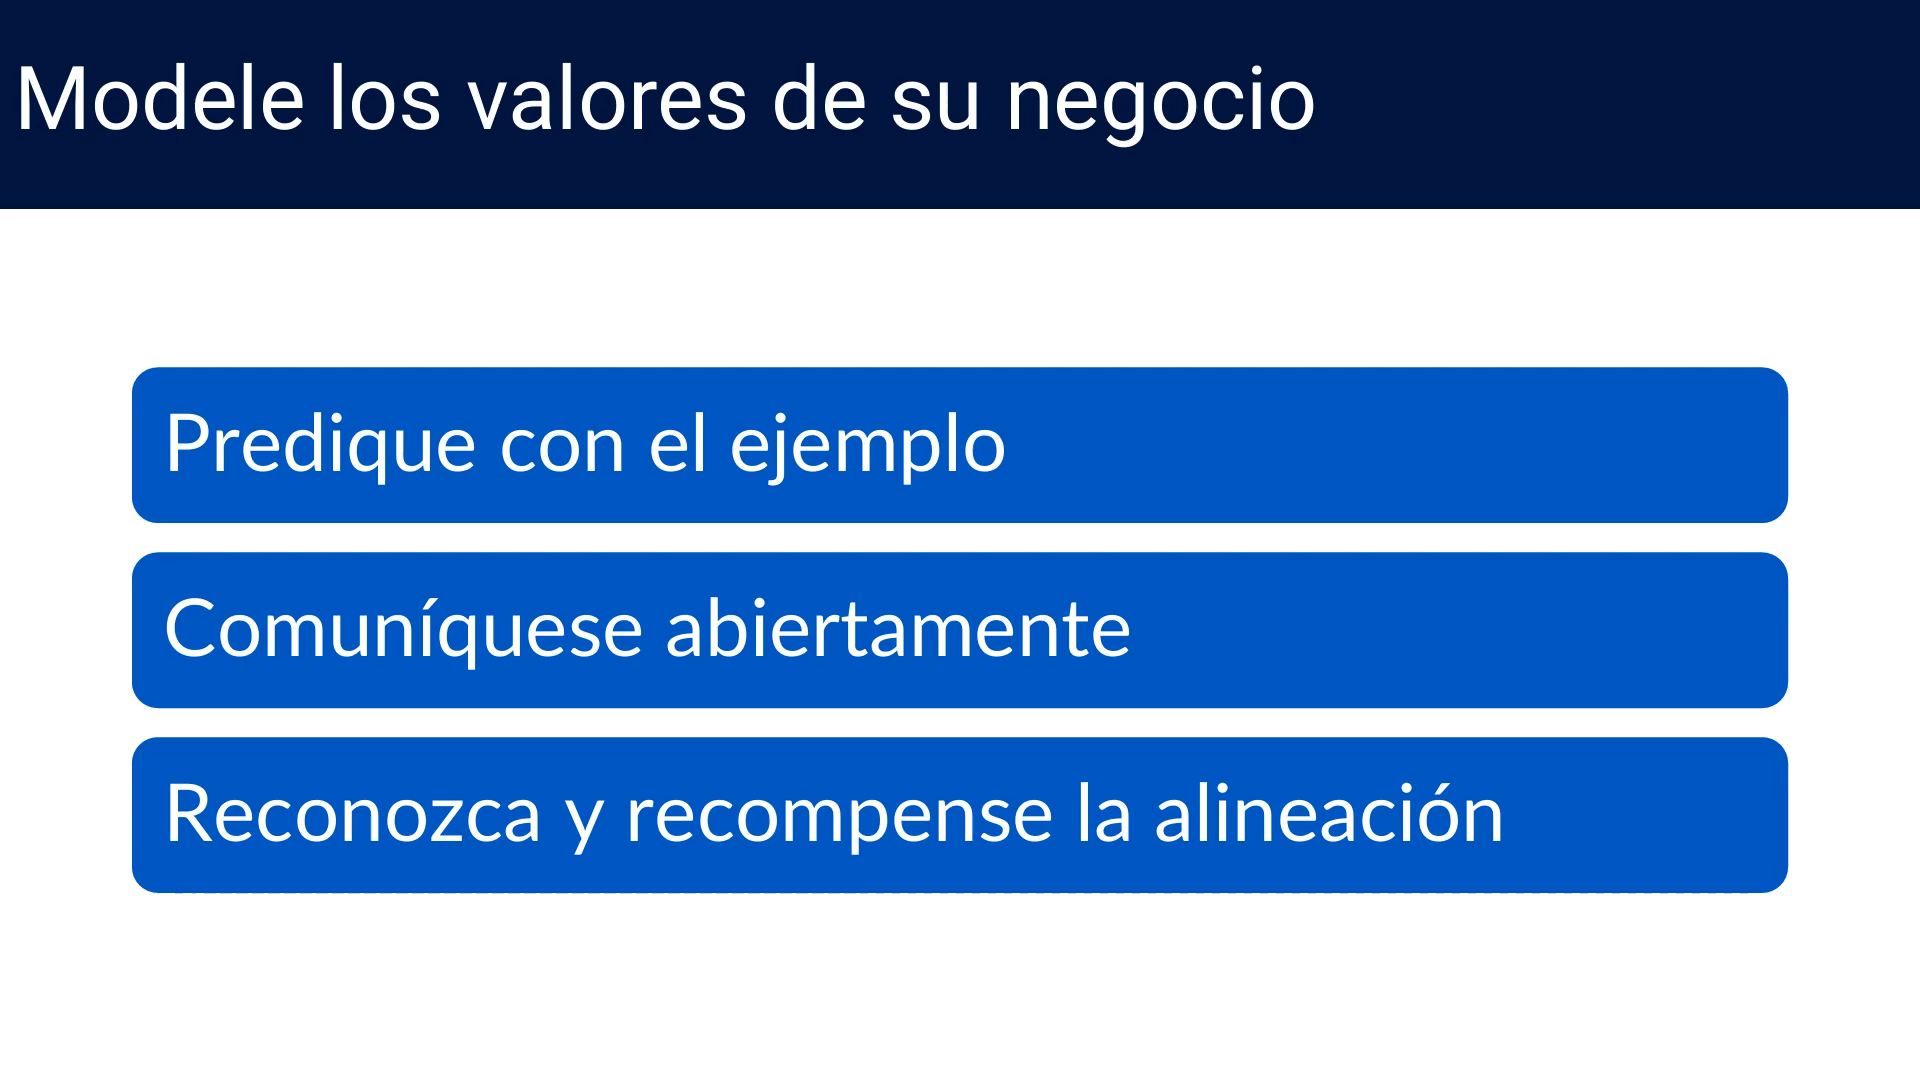 Modele los valores de su negocio
Predique con el ejemplo
Comuníquese abiertamente
Reconozca y recompense la alineación